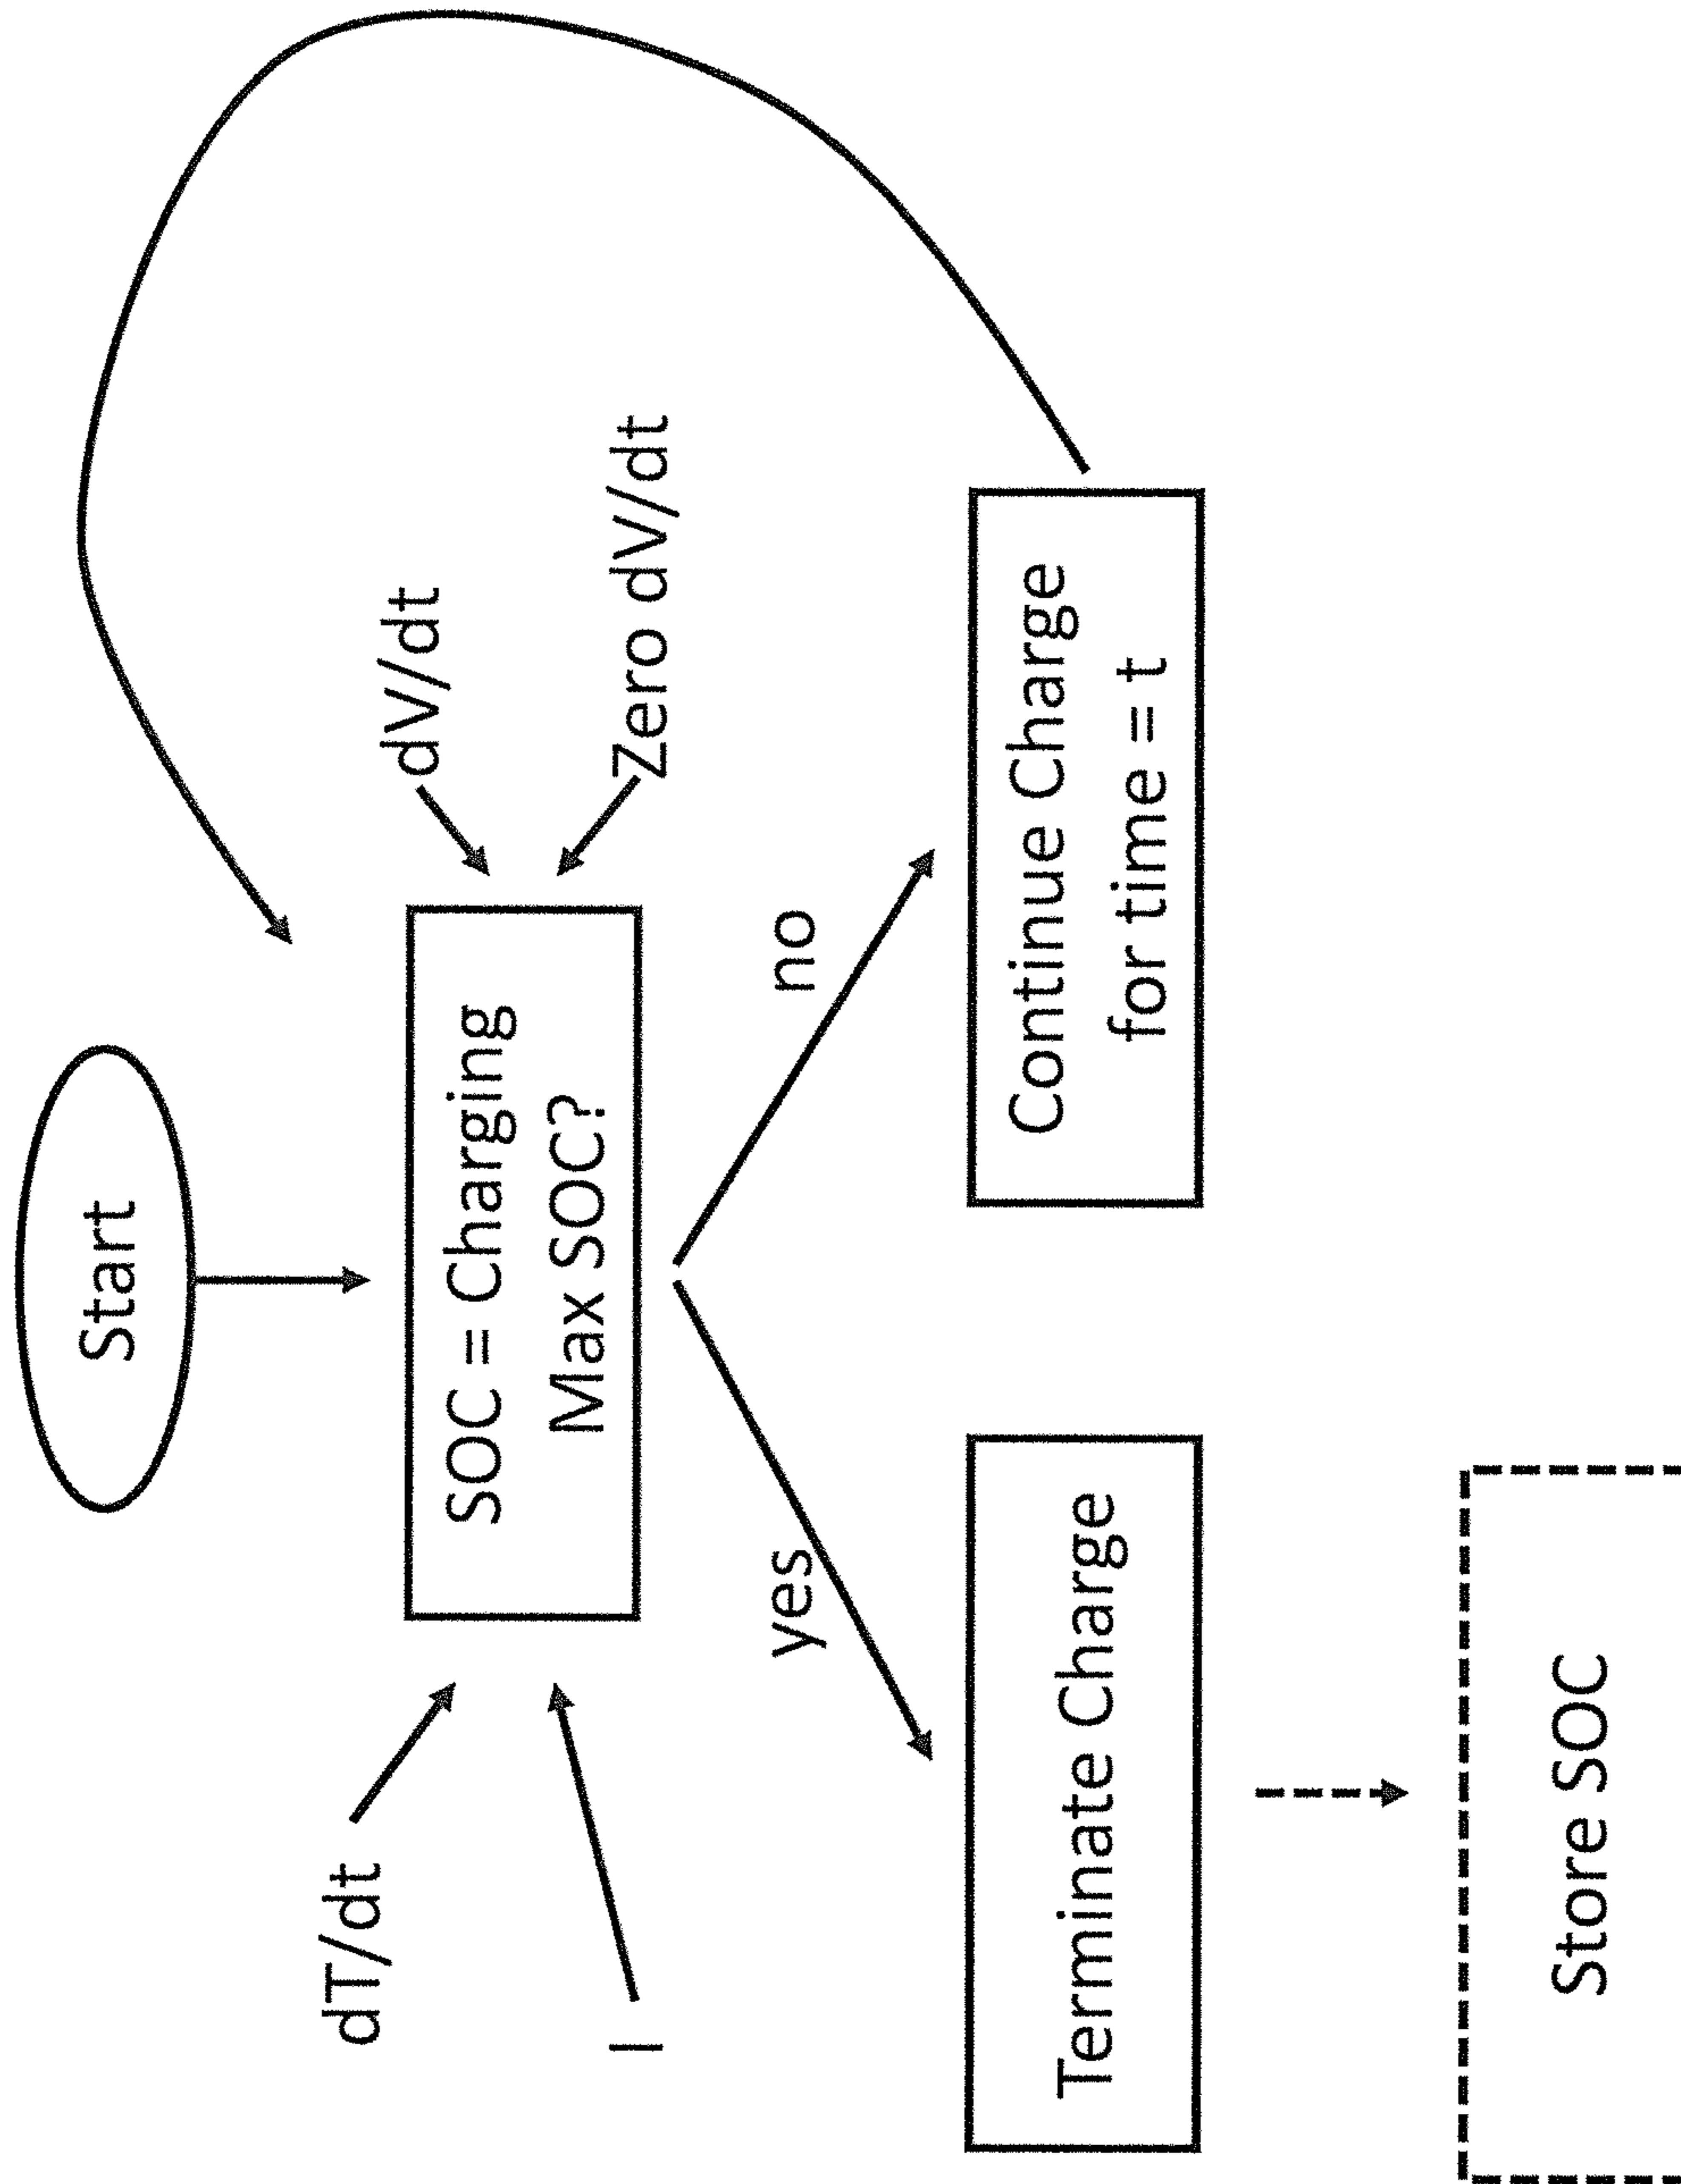 Start
dT/dt
I
SOC = Charging
Max SOC?
dV/dt
Zero dV/dt
yes
no
Terminate Charge
Continue Charge
for time = t
Store SOC